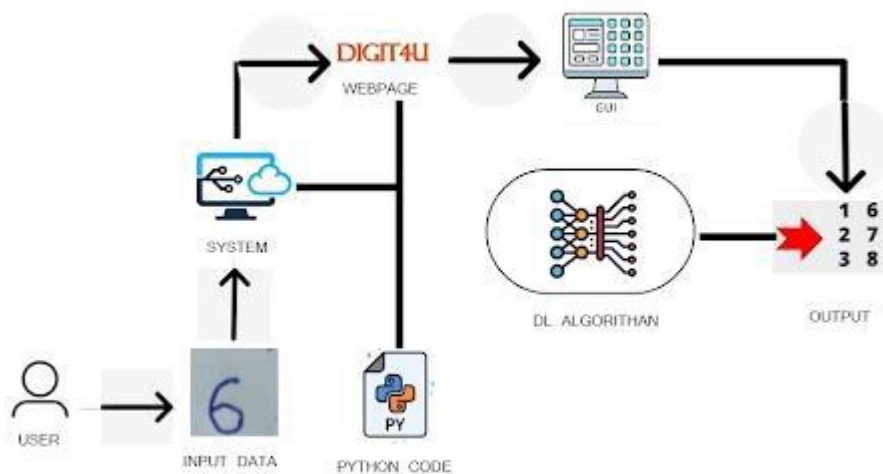 DIGIT4U
WEBPAGE
GUI
SYSTEM
1 6
2 7
3 8
DL ALGORITHAN
OUTPUT
6
PY
USER
INPUT DATA
PYTHON CODE